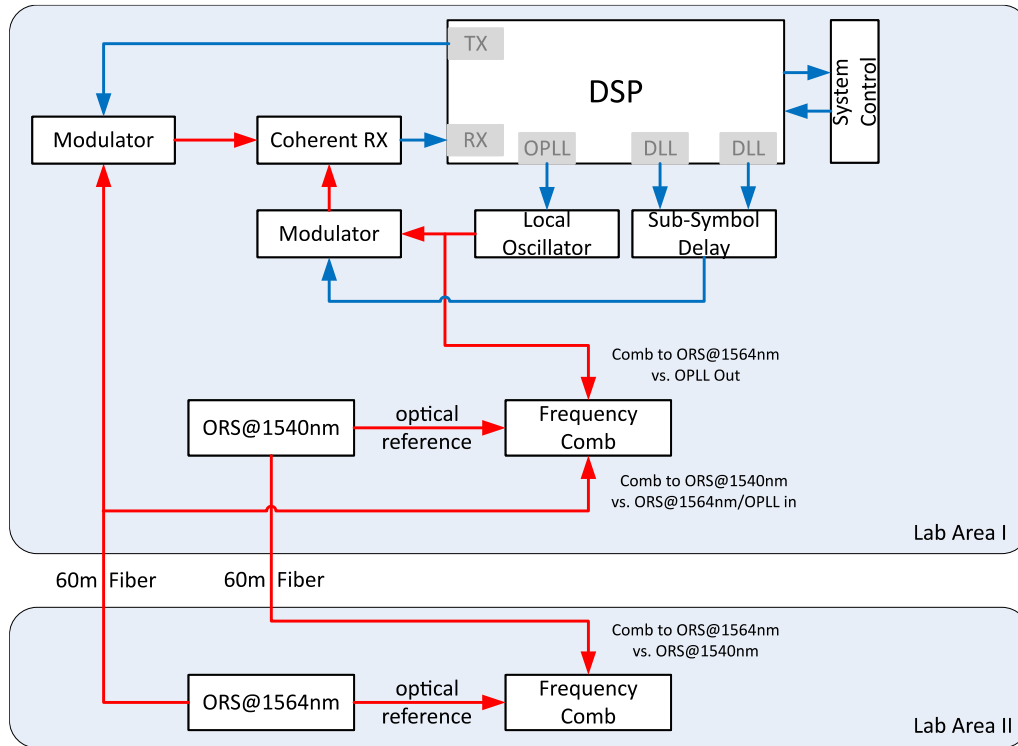 TX
DSP
System
Control
Modulator
Coherent RX
RX
OPLL
DLL
DLL
Modulator
Local
Oscillator
Sub-Symbol
Delay
Comb to ORS@1564nm
vs. OPLL Out
ORS@1540nm
optical
reference
Frequency
Comb
Comb to ORS@1540nm
vs. ORS@1564nm/OPLL in
Lab Area I
60m Fiber
60m Fiber
Comb to ORS@1564nm
vs. ORS@1540nm
ORS@1564nm
optical
reference
Frequency
Comb
Lab Area II